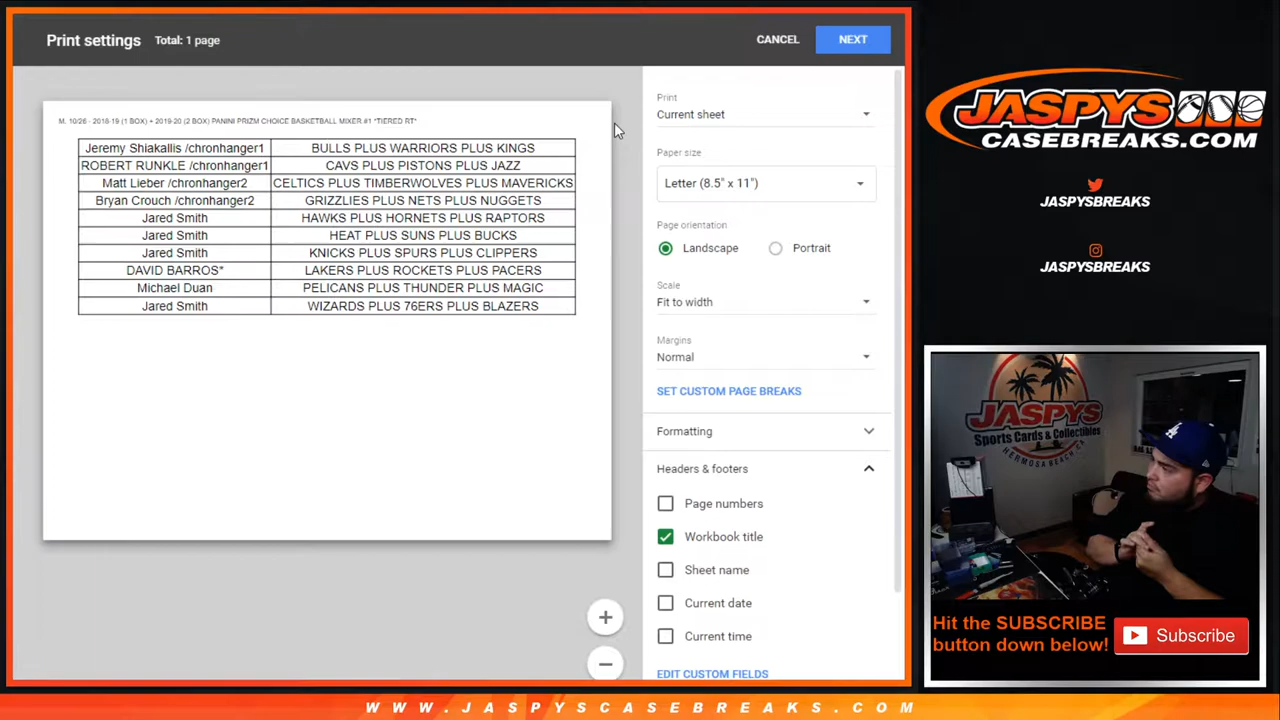 Print settings Total: 1 page CANCEL NEXT
M. 10/26 - 2018-19 (1 BOX) + 2019-20 (2 BOX) PANINI PRIZM CHOICE BASKETBALL MIXER #1 *TIERED RT*
Jeremy Shiakallis /chronhanger1 BULLS PLUS WARRIORS PLUS KINGS
ROBERT RUNKLE /chronhanger1 CAVS PLUS PISTONS PLUS JAZZ
Matt Lieber /chronhanger2 CELTICS PLUS TIMBERWOLVES PLUS MAVERICKS
Bryan Crouch /chronhanger2 GRIZZLIES PLUS NETS PLUS NUGGETS
Jared Smith HAWKS PLUS HORNETS PLUS RAPTORS
Jared Smith HEAT PLUS SUNS PLUS BUCKS
Jared Smith KNICKS PLUS SPURS PLUS CLIPPERS
DAVID BARROS* LAKERS PLUS ROCKETS PLUS PACERS
Michael Duan PELICANS PLUS THUNDER PLUS MAGIC
Jared Smith WIZARDS PLUS 76ERS PLUS BLAZERS
Print
Current sheet
Paper size
Letter (8.5" x 11")
Page orientation
Landscape Portrait
Scale
Fit to width
Margins
Normal
SET CUSTOM PAGE BREAKS
Formatting
Headers & footers
Page numbers
Workbook title
Sheet name
Current date
Current time
EDIT CUSTOM FIELDS
JASPYS
CASEBREAKS.COM
JASPYSBREAKS
JASPYSBREAKS
JASPYS
Sports Cards & Collectibles
HERMOSA BEACH, CA
LA
Hit the SUBSCRIBE
button down below!
Subscribe
WWW.JASPYSCASEBREAKS.COM